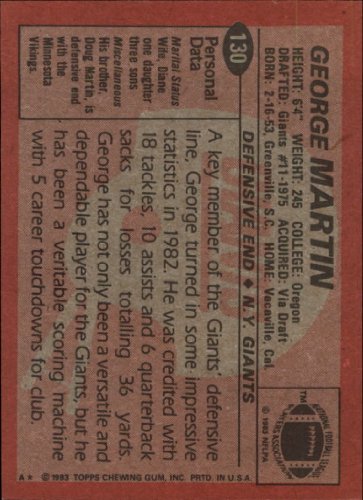 GEORGE MARTIN
HEIGHT: 6'4" WEIGHT: 245 COLLEGE: Oregon
DRAFTED: Giants #11-1975 ACQUIRED: Via Draft
BORN: 2-16-53, Greenville, S.C. HOME: Vacaville, Cal.
130
DEFENSIVE END ◆ N.Y. GIANTS
TM
NATIONAL FOOTBALL LEAGUE
PLAYERS ASSOCIATION
© 1983 NFLPA
Personal
Data
Marital Status
Wife, Diane
one daughter
three sons
Miscellaneous
His brother,
Doug Martin, is
defensive end
with the
Minnesota
Vikings.
A key member of the Giants' defensive
line, George turned in some impressive
statistics in 1982. He was credited with
18 tackles, 10 assists and 6 quarterback
sacks for losses totalling 36 yards.
George has not only been a versatile and
dependable player for the Giants, but he
has been a veritable scoring machine
with 5 career touchdowns for club.
A* ©1983 TOPPS CHEWING GUM, INC. PRTD. IN U.S.A.